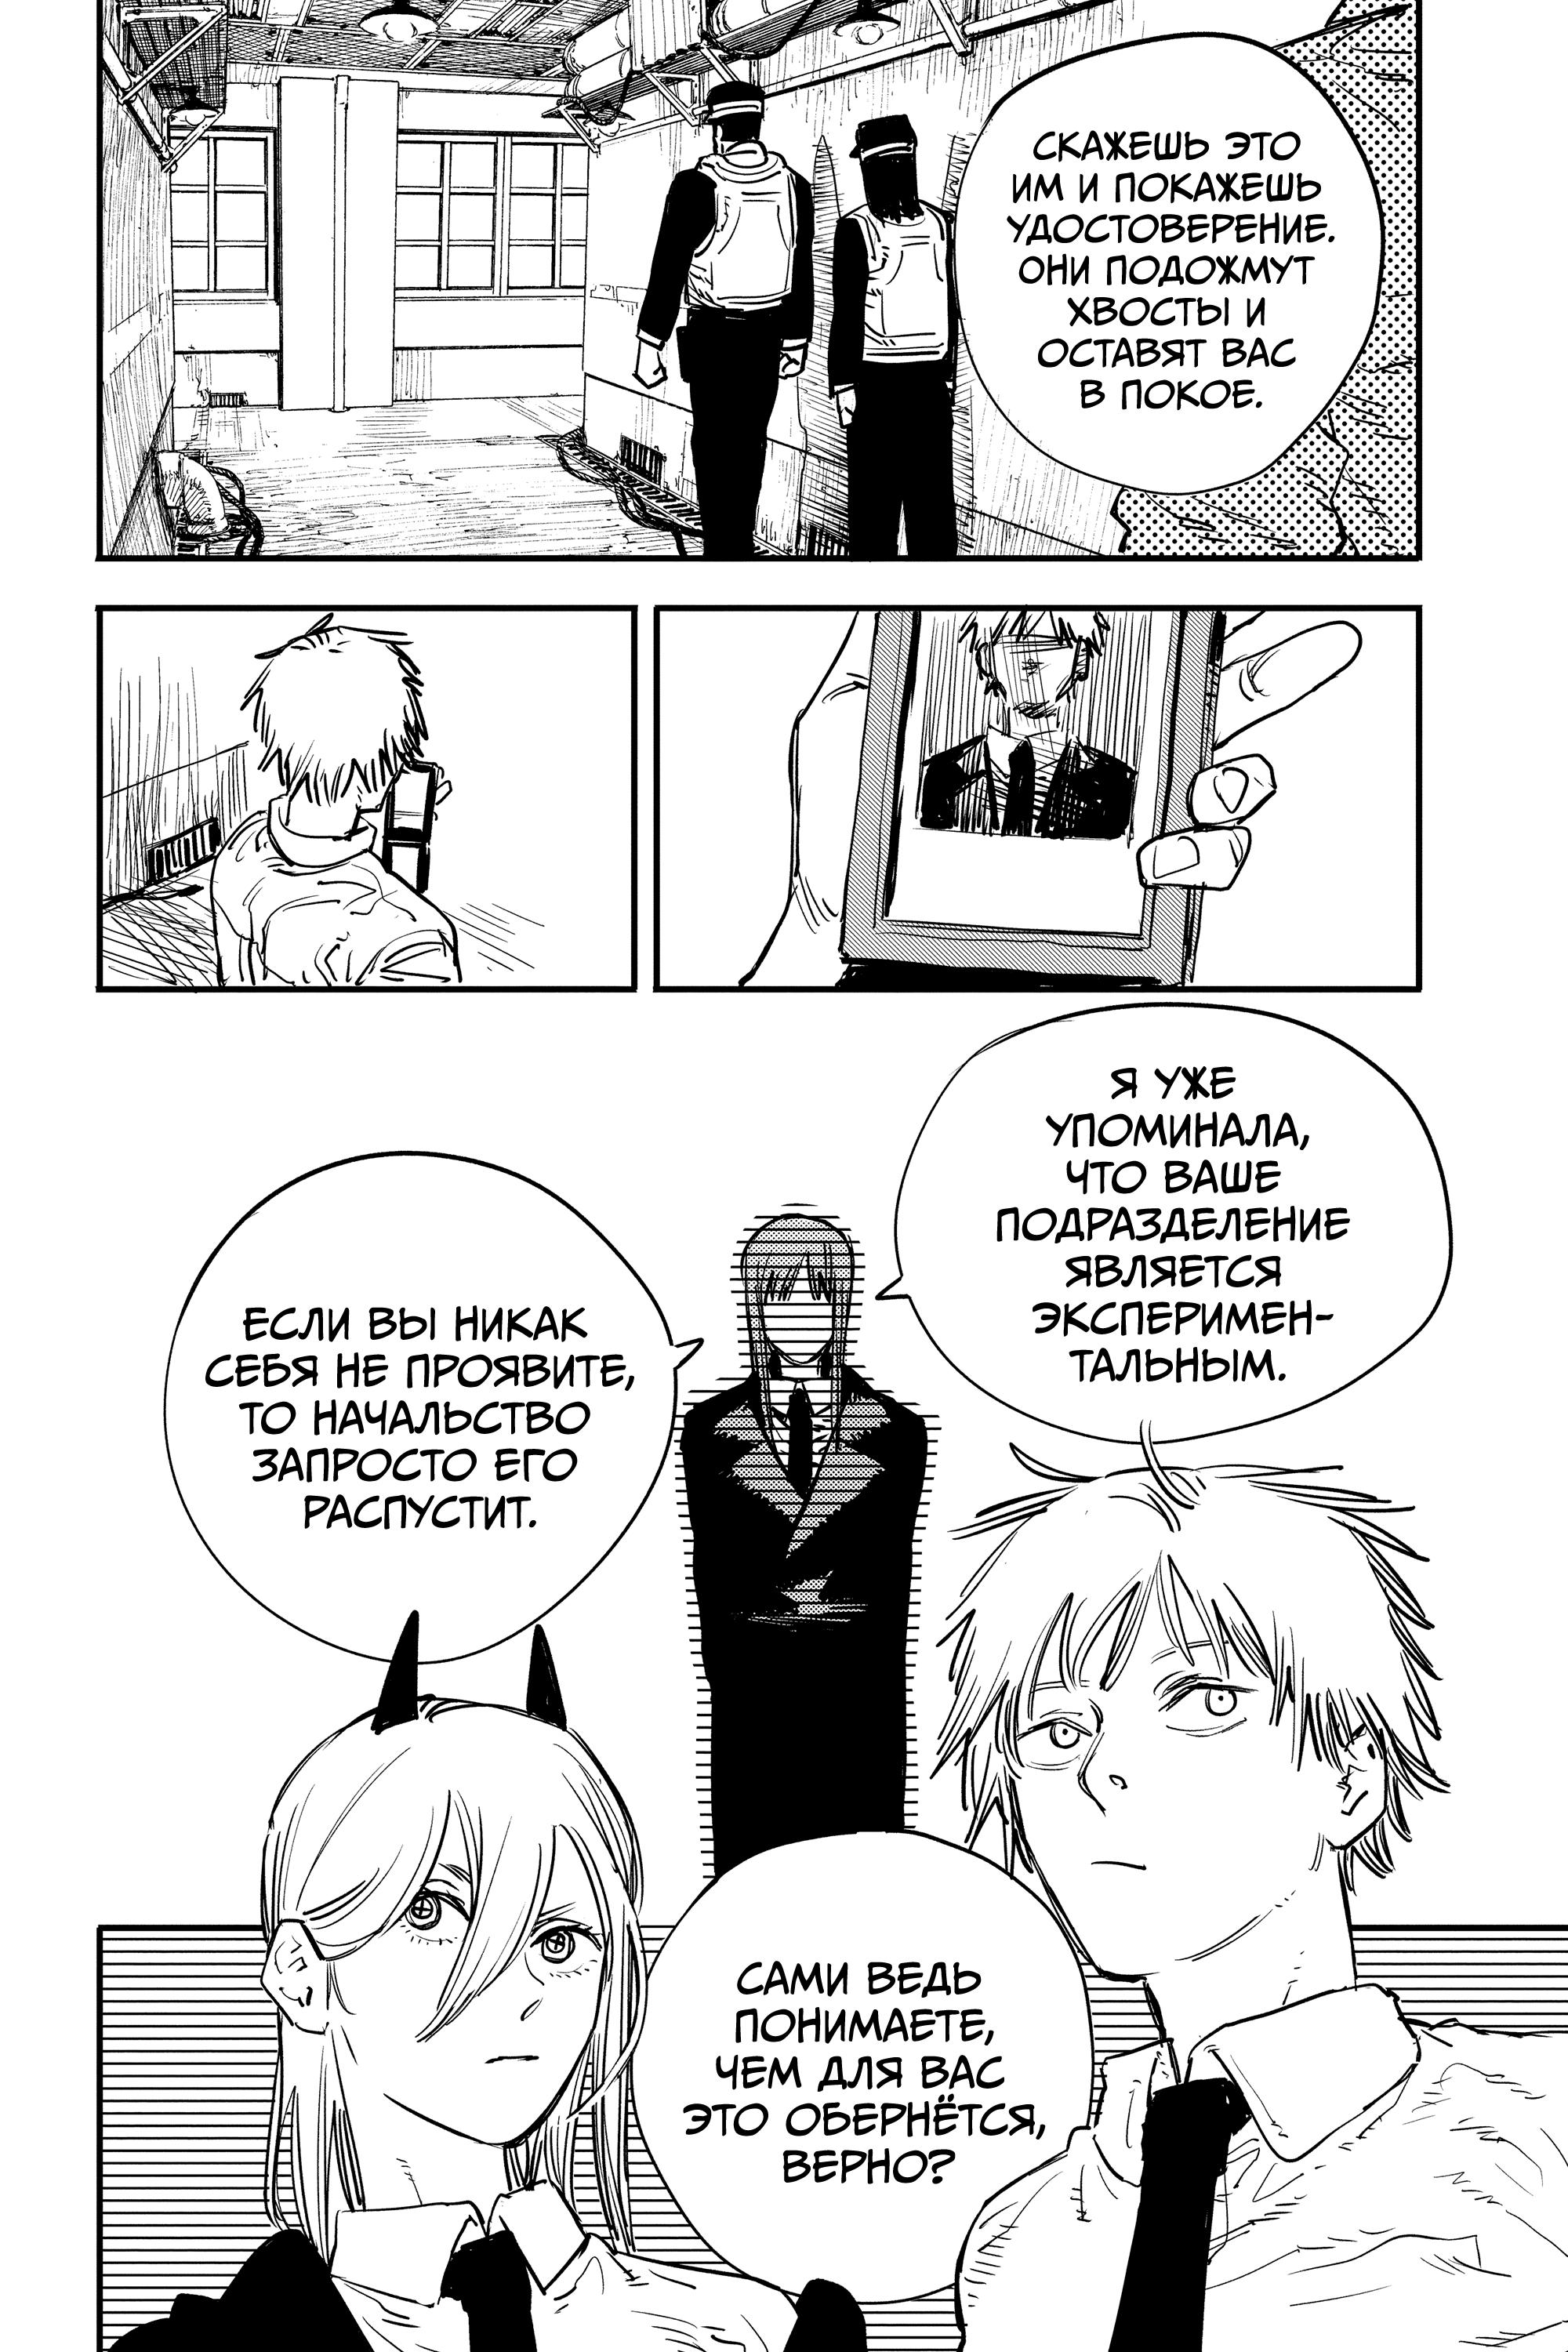 СКАЖЕШЬ ЭТО
ИМ И ПОКАЖЕШЬ
УДОСТОВЕРЕНИЕ.
ОНИ ПОДОЖМУТ
ХВОСТЫ И
ОСТАВЯТ ВАС
В ПОКОЕ.
Я УЖЕ
УПОМИНАЛА,
ЧТО ВАШЕ
ПОДРАЗДЕЛЕНИЕ
ЯВЛЯЕТСЯ
ЭКСПЕРИМЕН-
ТАЛЬНЫМ.
ЕСЛИ ВЫ НИКАК
СЕБЯ НЕ ПРОЯВИТЕ,
ТО НАЧАЛЬСТВО
ЗАПРОСТО ЕГО
РАСПУСТИТ.
САМИ ВЕДЬ
ПОНИМАЕТЕ,
ЧЕМ ДЛЯ ВАС
ЭТО ОБЕРНЁТСЯ,
ВЕРНО?